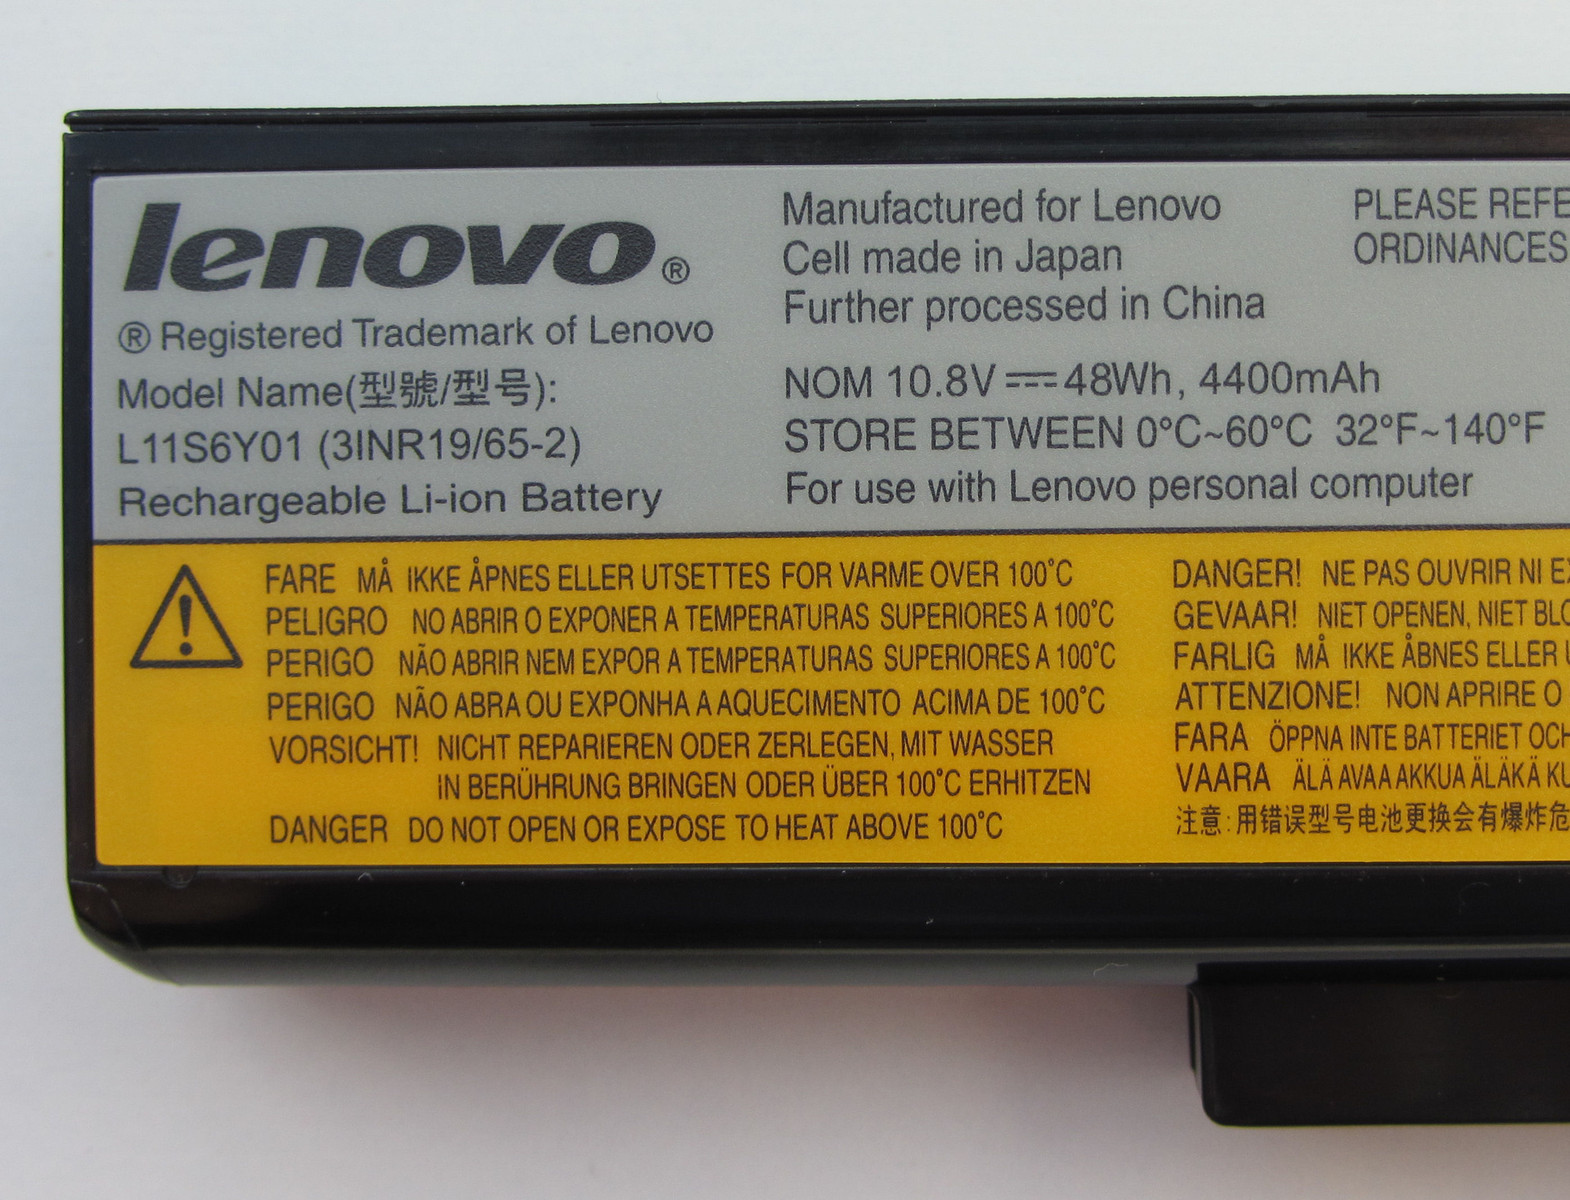 lenovo®
® Registered Trademark of Lenovo
Model Name(型號/型号):
L11S6Y01 (3INR19/65-2)
Rechargeable Li-ion Battery
Manufactured for Lenovo
Cell made in Japan
Further processed in China
NOM 10.8V⎓48Wh, 4400mAh
STORE BETWEEN 0°C~60°C 32°F~140°F
For use with Lenovo personal computer
PLEASE REFE
ORDINANCES
FARE MÅ IKKE ÅPNES ELLER UTSETTES FOR VARME OVER 100°C
PELIGRO NO ABRIR O EXPONER A TEMPERATURAS SUPERIORES A 100°C
PERIGO NÃO ABRIR NEM EXPOR A TEMPERATURAS SUPERIORES A 100°C
PERIGO NÃO ABRA OU EXPONHA A AQUECIMENTO ACIMA DE 100°C
VORSICHT! NICHT REPARIEREN ODER ZERLEGEN, MIT WASSER
IN BERÜHRUNG BRINGEN ODER ÜBER 100°C ERHITZEN
DANGER DO NOT OPEN OR EXPOSE TO HEAT ABOVE 100°C
DANGER! NE PAS OUVRIR NI EX
GEVAAR! NIET OPENEN, NIET BLO
FARLIG MÅ IKKE ÅBNES ELLER U
ATTENZIONE! NON APRIRE O
FARA ÖPPNA INTE BATTERIET OCH
VAARA ÄLÄ AVAA AKKUA ÄLÄKÄ KU
注意:用错误型号电池更换会有爆炸危